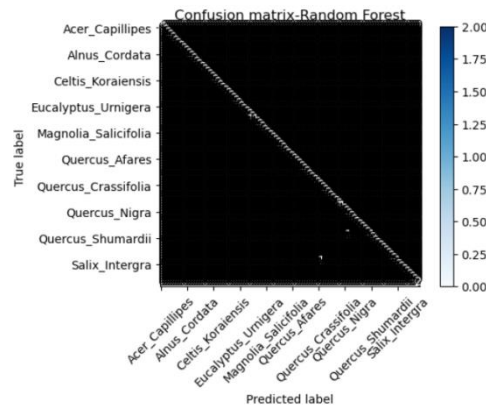 Confusion matrix-Random Forest
True label
Acer_Capillipes
Alnus_Cordata
Celtis_Koraiensis
Eucalyptus_Urnigera
Magnolia_Salicifolia
Quercus_Afares
Quercus_Crassifolia
Quercus_Nigra
Quercus_Shumardii
Salix_Intergra
Acer_Capillipes
Alnus_Cordata
Celtis_Koraiensis
Eucalyptus_Urnigera
Magnolia_Salicifolia
Quercus_Afares
Quercus_Crassifolia
Quercus_Nigra
Quercus_Shumardii
Salix_Intergra
Predicted label
2.00
1.75
1.50
1.25
1.00
0.75
0.50
0.25
0.00